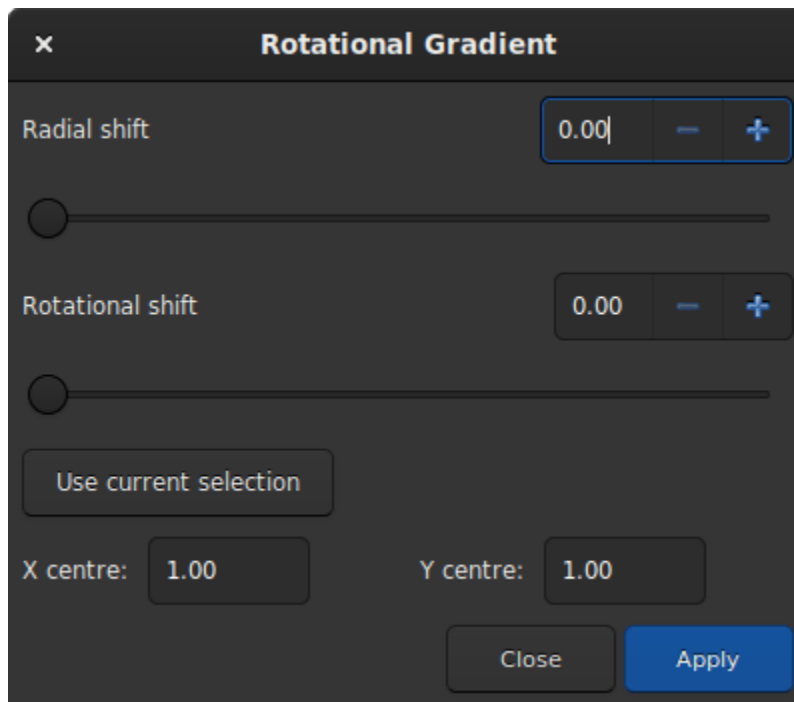 Rotational Gradient
Radial shift 0.00
Rotational shift 0.00
Use current selection
X centre: 1.00 Y centre: 1.00
Close Apply